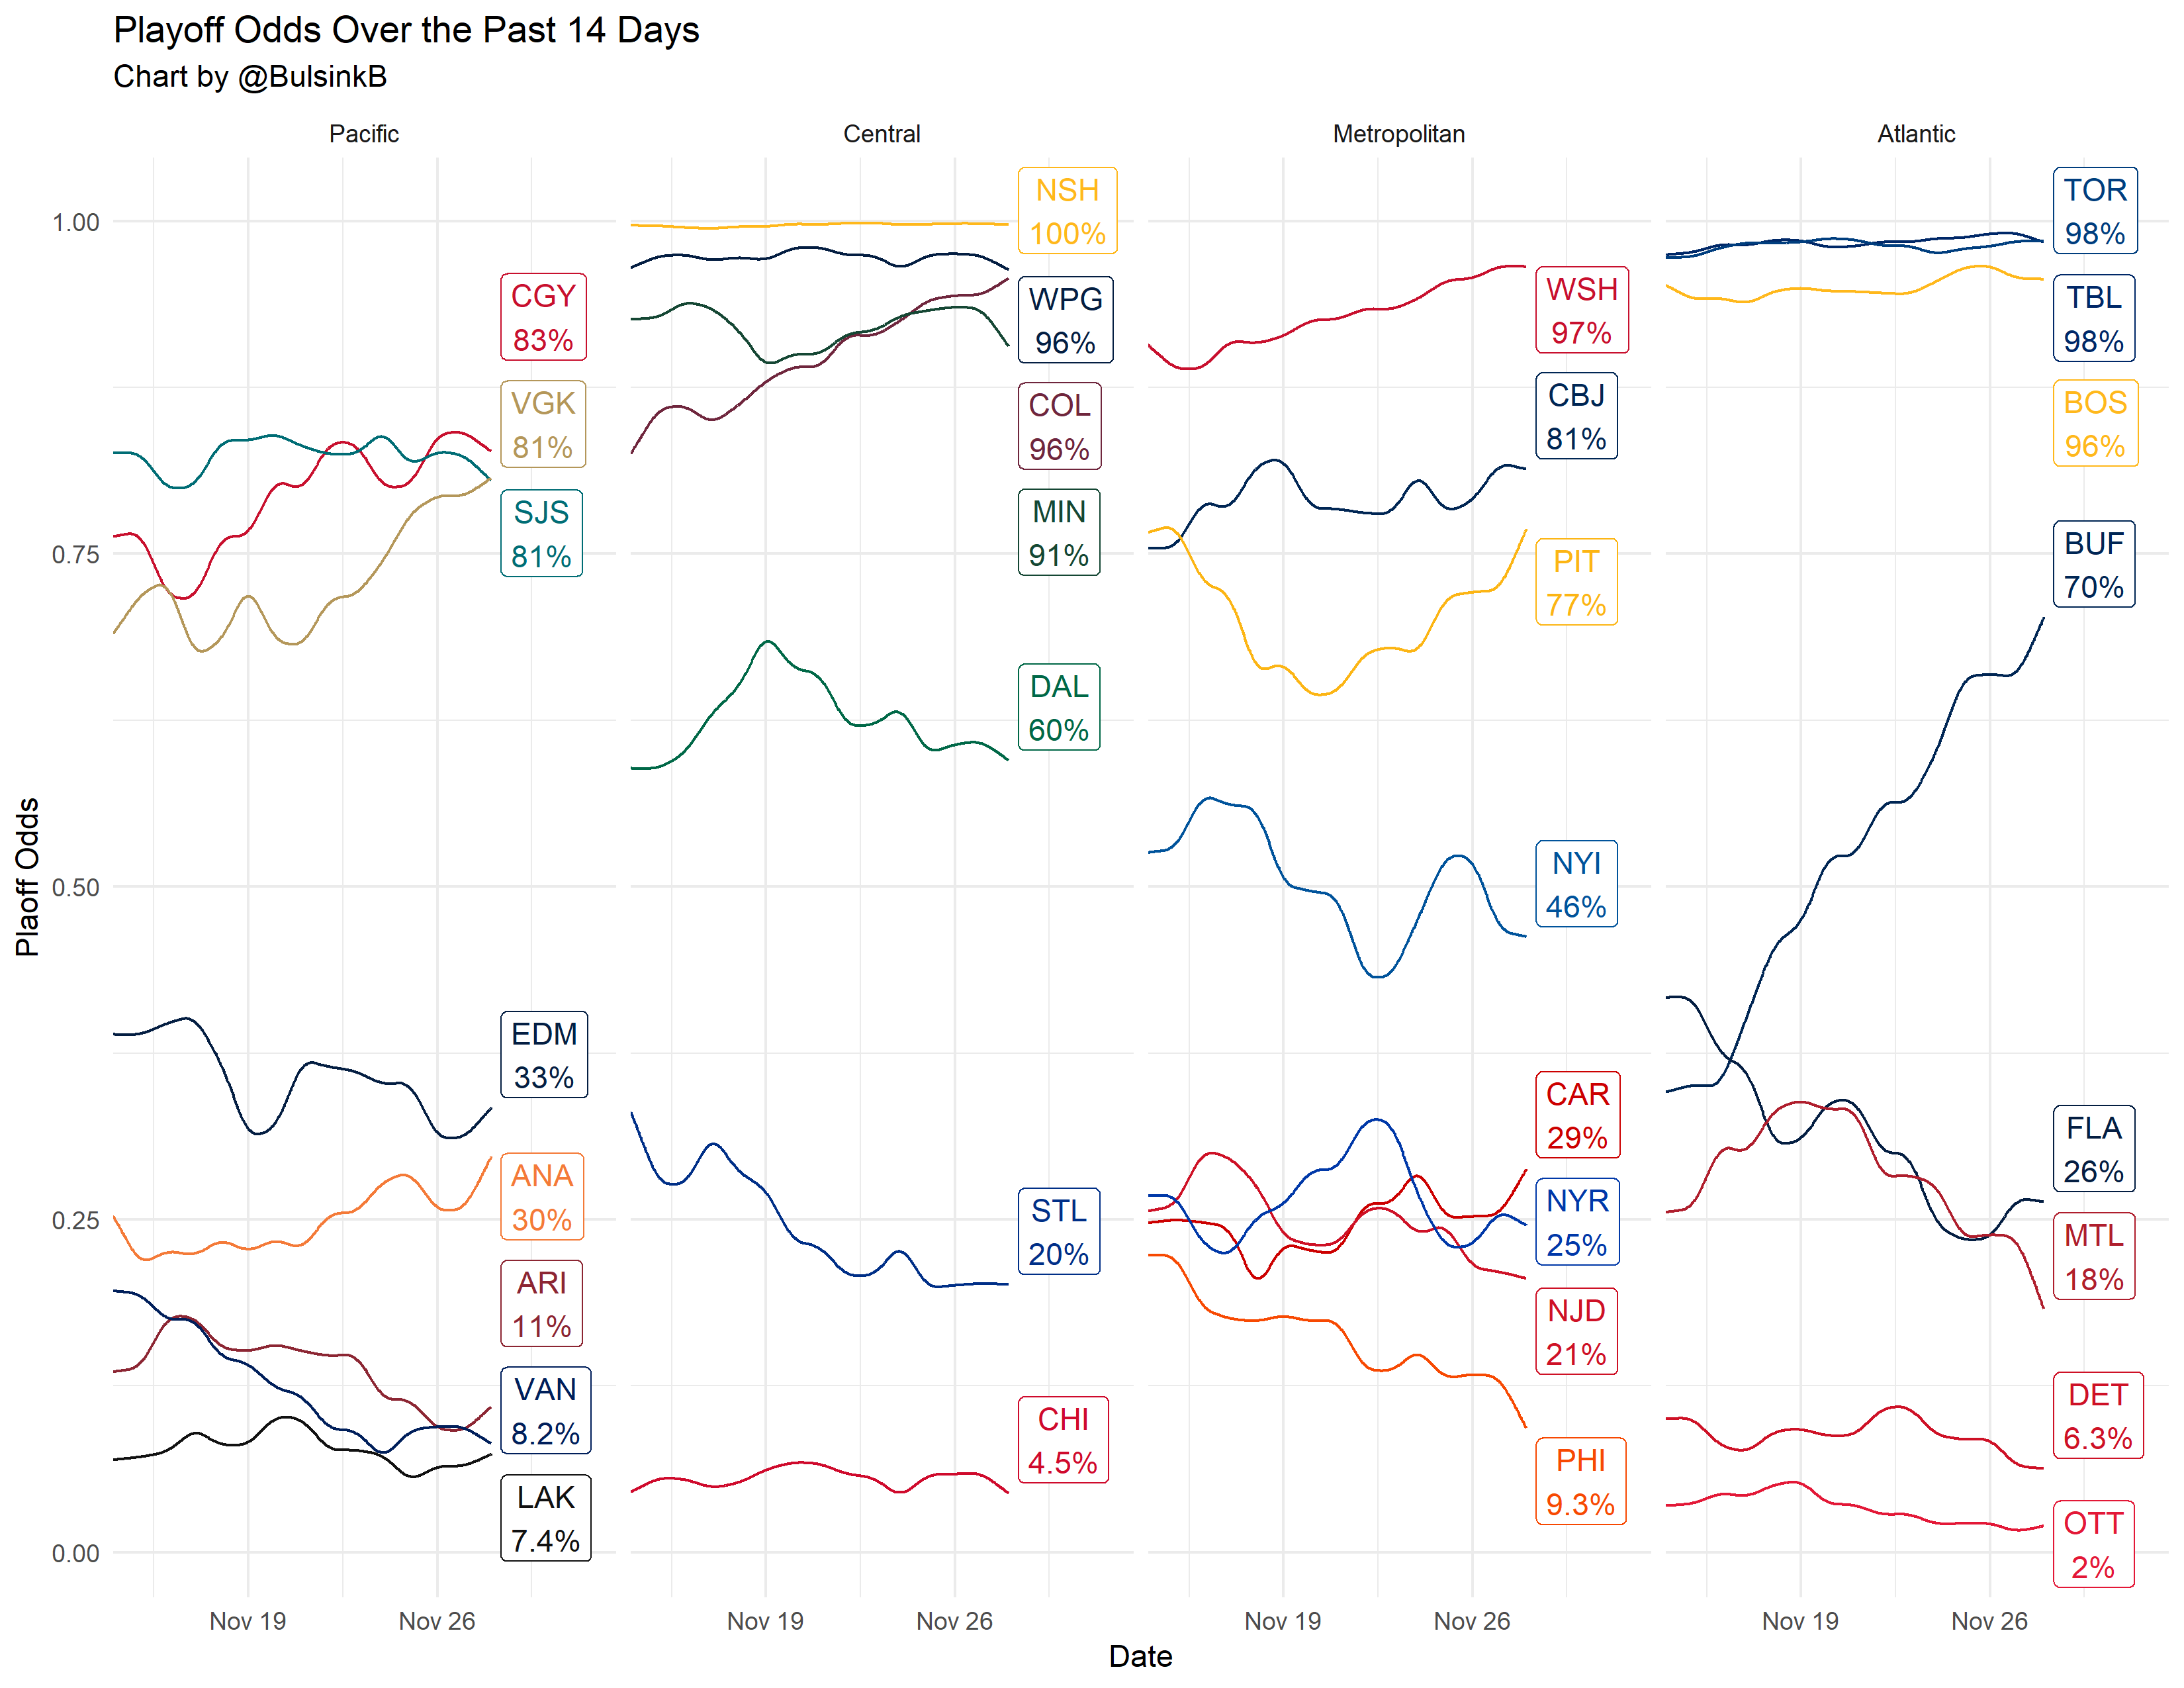 Playoff Odds Over the Past 14 Days
Chart by @BulsinkB
Pacific
Central
Metropolitan
Atlantic
Plaoff Odds
1.00
0.75
0.50
0.25
0.00
CGY
83%
VGK
81%
SJS
81%
EDM
33%
ANA
30%
ARI
11%
VAN
8.2%
LAK
7.4%
NSH
100%
WPG
96%
COL
96%
MIN
91%
DAL
60%
STL
20%
CHI
4.5%
WSH
97%
CBJ
81%
PIT
77%
NYI
46%
CAR
29%
NYR
25%
NJD
21%
PHI
9.3%
TOR
98%
TBL
98%
BOS
96%
BUF
70%
FLA
26%
MTL
18%
DET
6.3%
OTT
2%
Nov 19
Nov 26
Nov 19
Nov 26
Nov 19
Nov 26
Nov 19
Nov 26
Date